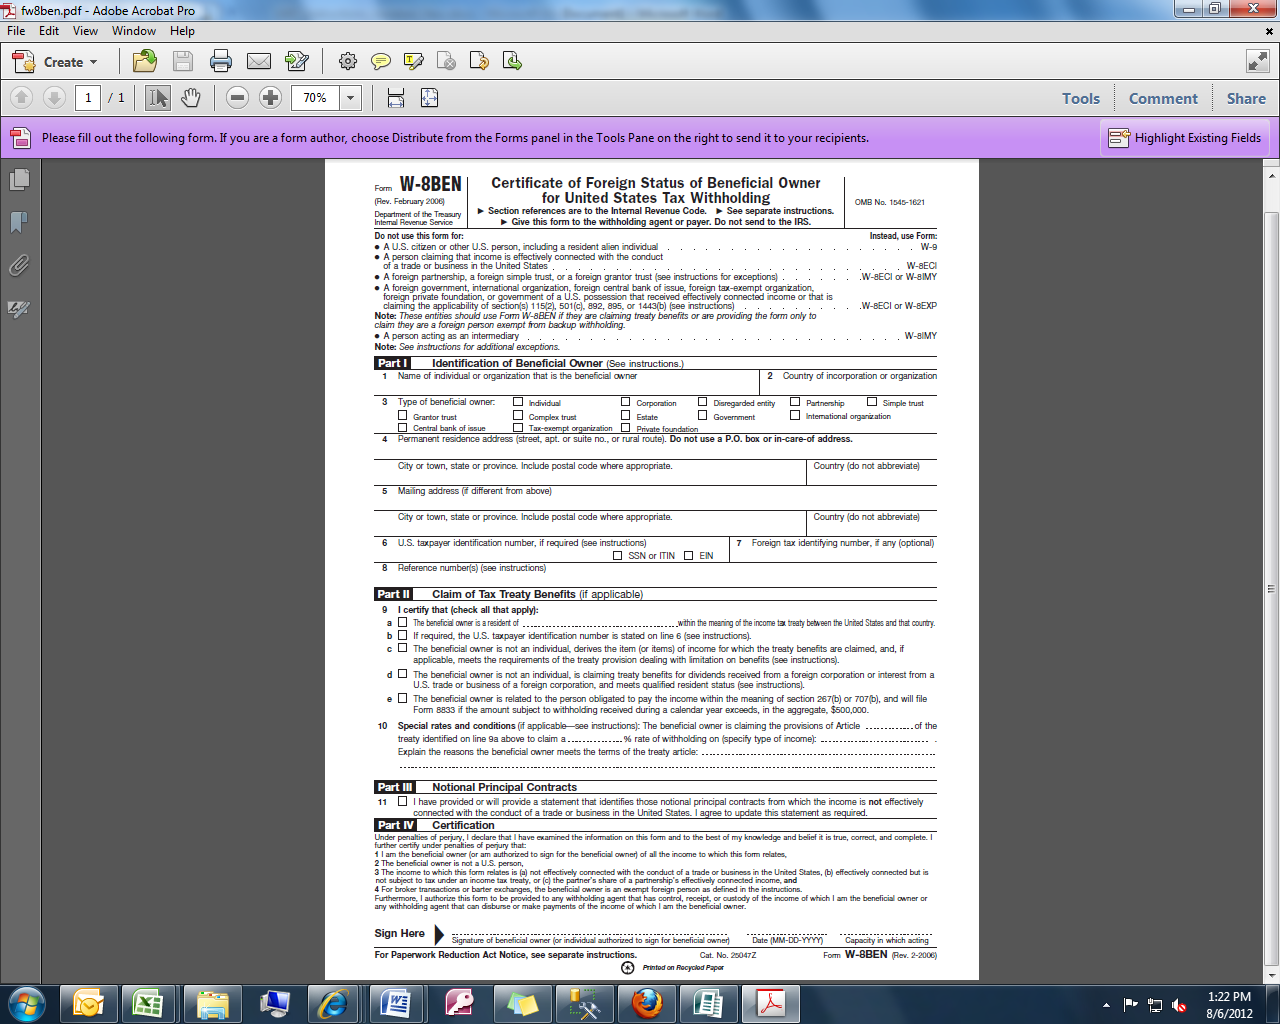 fw8ben.pdf - Adobe Acrobat Pro
File Edit View Window Help
Create
1 / 1 70% Tools Comment Share
Please fill out the following form. If you are a form author, choose Distribute from the Forms panel in the Tools Pane on the right to send it to your recipients. Highlight Existing Fields
Form W-8BEN
(Rev. February 2006)
Department of the Treasury
Internal Revenue Service
Certificate of Foreign Status of Beneficial Owner
for United States Tax Withholding
► Section references are to the Internal Revenue Code. ► See separate instructions.
► Give this form to the withholding agent or payer. Do not send to the IRS.
OMB No. 1545-1621
Do not use this form for: Instead, use Form:
● A U.S. citizen or other U.S. person, including a resident alien individual . . . . . . . . . . . . . . . . . W-9
● A person claiming that income is effectively connected with the conduct
of a trade or business in the United States . . . . . . . . . . . . . . . . . . . . . . . W-8ECI
● A foreign partnership, a foreign simple trust, or a foreign grantor trust (see instructions for exceptions) . . . . . . W-8ECI or W-8IMY
● A foreign government, international organization, foreign central bank of issue, foreign tax-exempt organization,
foreign private foundation, or government of a U.S. possession that received effectively connected income or that is
claiming the applicability of section(s) 115(2), 501(c), 892, 895, or 1443(b) (see instructions) . . . . . . . . W-8ECI or W-8EXP
Note: These entities should use Form W-8BEN if they are claiming treaty benefits or are providing the form only to
claim they are a foreign person exempt from backup withholding.
● A person acting as an intermediary . . . . . . . . . . . . . . . . . . . . . . . . . W-8IMY
Note: See instructions for additional exceptions.
Part I Identification of Beneficial Owner (See instructions.)
1 Name of individual or organization that is the beneficial owner 2 Country of incorporation or organization
3 Type of beneficial owner: Individual Corporation Disregarded entity Partnership Simple trust
Grantor trust Complex trust Estate Government International organization
Central bank of issue Tax-exempt organization Private foundation
4 Permanent residence address (street, apt. or suite no., or rural route). Do not use a P.O. box or in-care-of address.
City or town, state or province. Include postal code where appropriate. Country (do not abbreviate)
5 Mailing address (if different from above)
City or town, state or province. Include postal code where appropriate. Country (do not abbreviate)
6 U.S. taxpayer identification number, if required (see instructions) 7 Foreign tax identifying number, if any (optional)
SSN or ITIN EIN
8 Reference number(s) (see instructions)
Part II Claim of Tax Treaty Benefits (if applicable)
9 I certify that (check all that apply):
a The beneficial owner is a resident of within the meaning of the income tax treaty between the United States and that country.
b If required, the U.S. taxpayer identification number is stated on line 6 (see instructions).
c The beneficial owner is not an individual, derives the item (or items) of income for which the treaty benefits are claimed, and, if
applicable, meets the requirements of the treaty provision dealing with limitation on benefits (see instructions).
d The beneficial owner is not an individual, is claiming treaty benefits for dividends received from a foreign corporation or interest from a
U.S. trade or business of a foreign corporation, and meets qualified resident status (see instructions).
e The beneficial owner is related to the person obligated to pay the income within the meaning of section 267(b) or 707(b), and will file
Form 8833 if the amount subject to withholding received during a calendar year exceeds, in the aggregate, $500,000.
10 Special rates and conditions (if applicable—see instructions): The beneficial owner is claiming the provisions of Article of the
treaty identified on line 9a above to claim a % rate of withholding on (specify type of income): .
Explain the reasons the beneficial owner meets the terms of the treaty article:
Part III Notional Principal Contracts
11 I have provided or will provide a statement that identifies those notional principal contracts from which the income is not effectively
connected with the conduct of a trade or business in the United States. I agree to update this statement as required.
Part IV Certification
Under penalties of perjury, I declare that I have examined the information on this form and to the best of my knowledge and belief it is true, correct, and complete. I
further certify under penalties of perjury that:
1 I am the beneficial owner (or am authorized to sign for the beneficial owner) of all the income to which this form relates,
2 The beneficial owner is not a U.S. person,
3 The income to which this form relates is (a) not effectively connected with the conduct of a trade or business in the United States, (b) effectively connected but is
not subject to tax under an income tax treaty, or (c) the partner's share of a partnership's effectively connected income, and
4 For broker transactions or barter exchanges, the beneficial owner is an exempt foreign person as defined in the instructions.
Furthermore, I authorize this form to be provided to any withholding agent that has control, receipt, or custody of the income of which I am the beneficial owner or
any withholding agent that can disburse or make payments of the income of which I am the beneficial owner.
Sign Here
Signature of beneficial owner (or individual authorized to sign for beneficial owner) Date (MM-DD-YYYY) Capacity in which acting
For Paperwork Reduction Act Notice, see separate instructions. Cat. No. 25047Z Form W-8BEN (Rev. 2-2006)
Printed on Recycled Paper
1:22 PM
8/6/2012